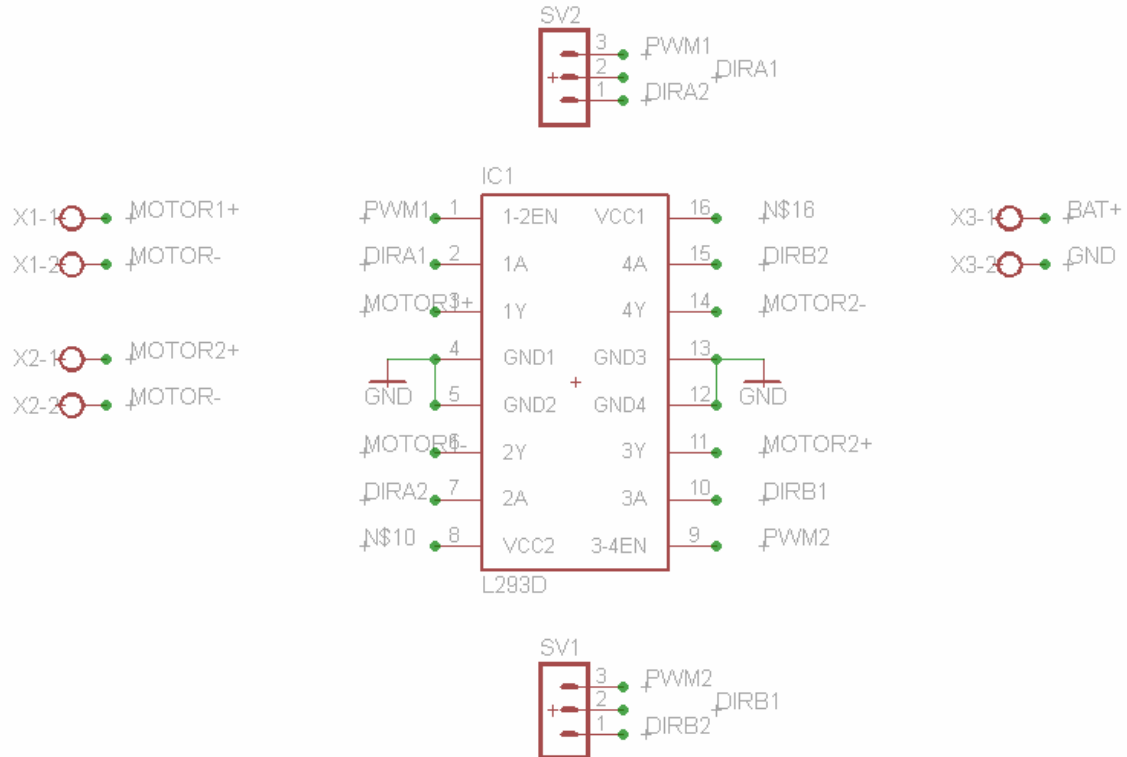 SV2
3 PWM1
2 DIRA1
1 DIRA2
IC1
X1-1 MOTOR1+
X1-2 MOTOR-
X2-1 MOTOR2+
X2-2 MOTOR-
PWM1 1 1-2EN VCC1 16 N$16
DIRA1 2 1A 4A 15 DIRB2
3 1Y 4Y 14 MOTOR2-
4 GND1 GND3 13
GND GND
5 GND2 GND4 12
6 2Y 3Y 11 MOTOR2+
DIRA2 7 2A 3A 10 DIRB1
N$10 8 VCC2 3-4EN 9 PWM2
L293D
X3-1 BAT+
X3-2 GND
SV1
3 PWM2
2 DIRB1
1 DIRB2